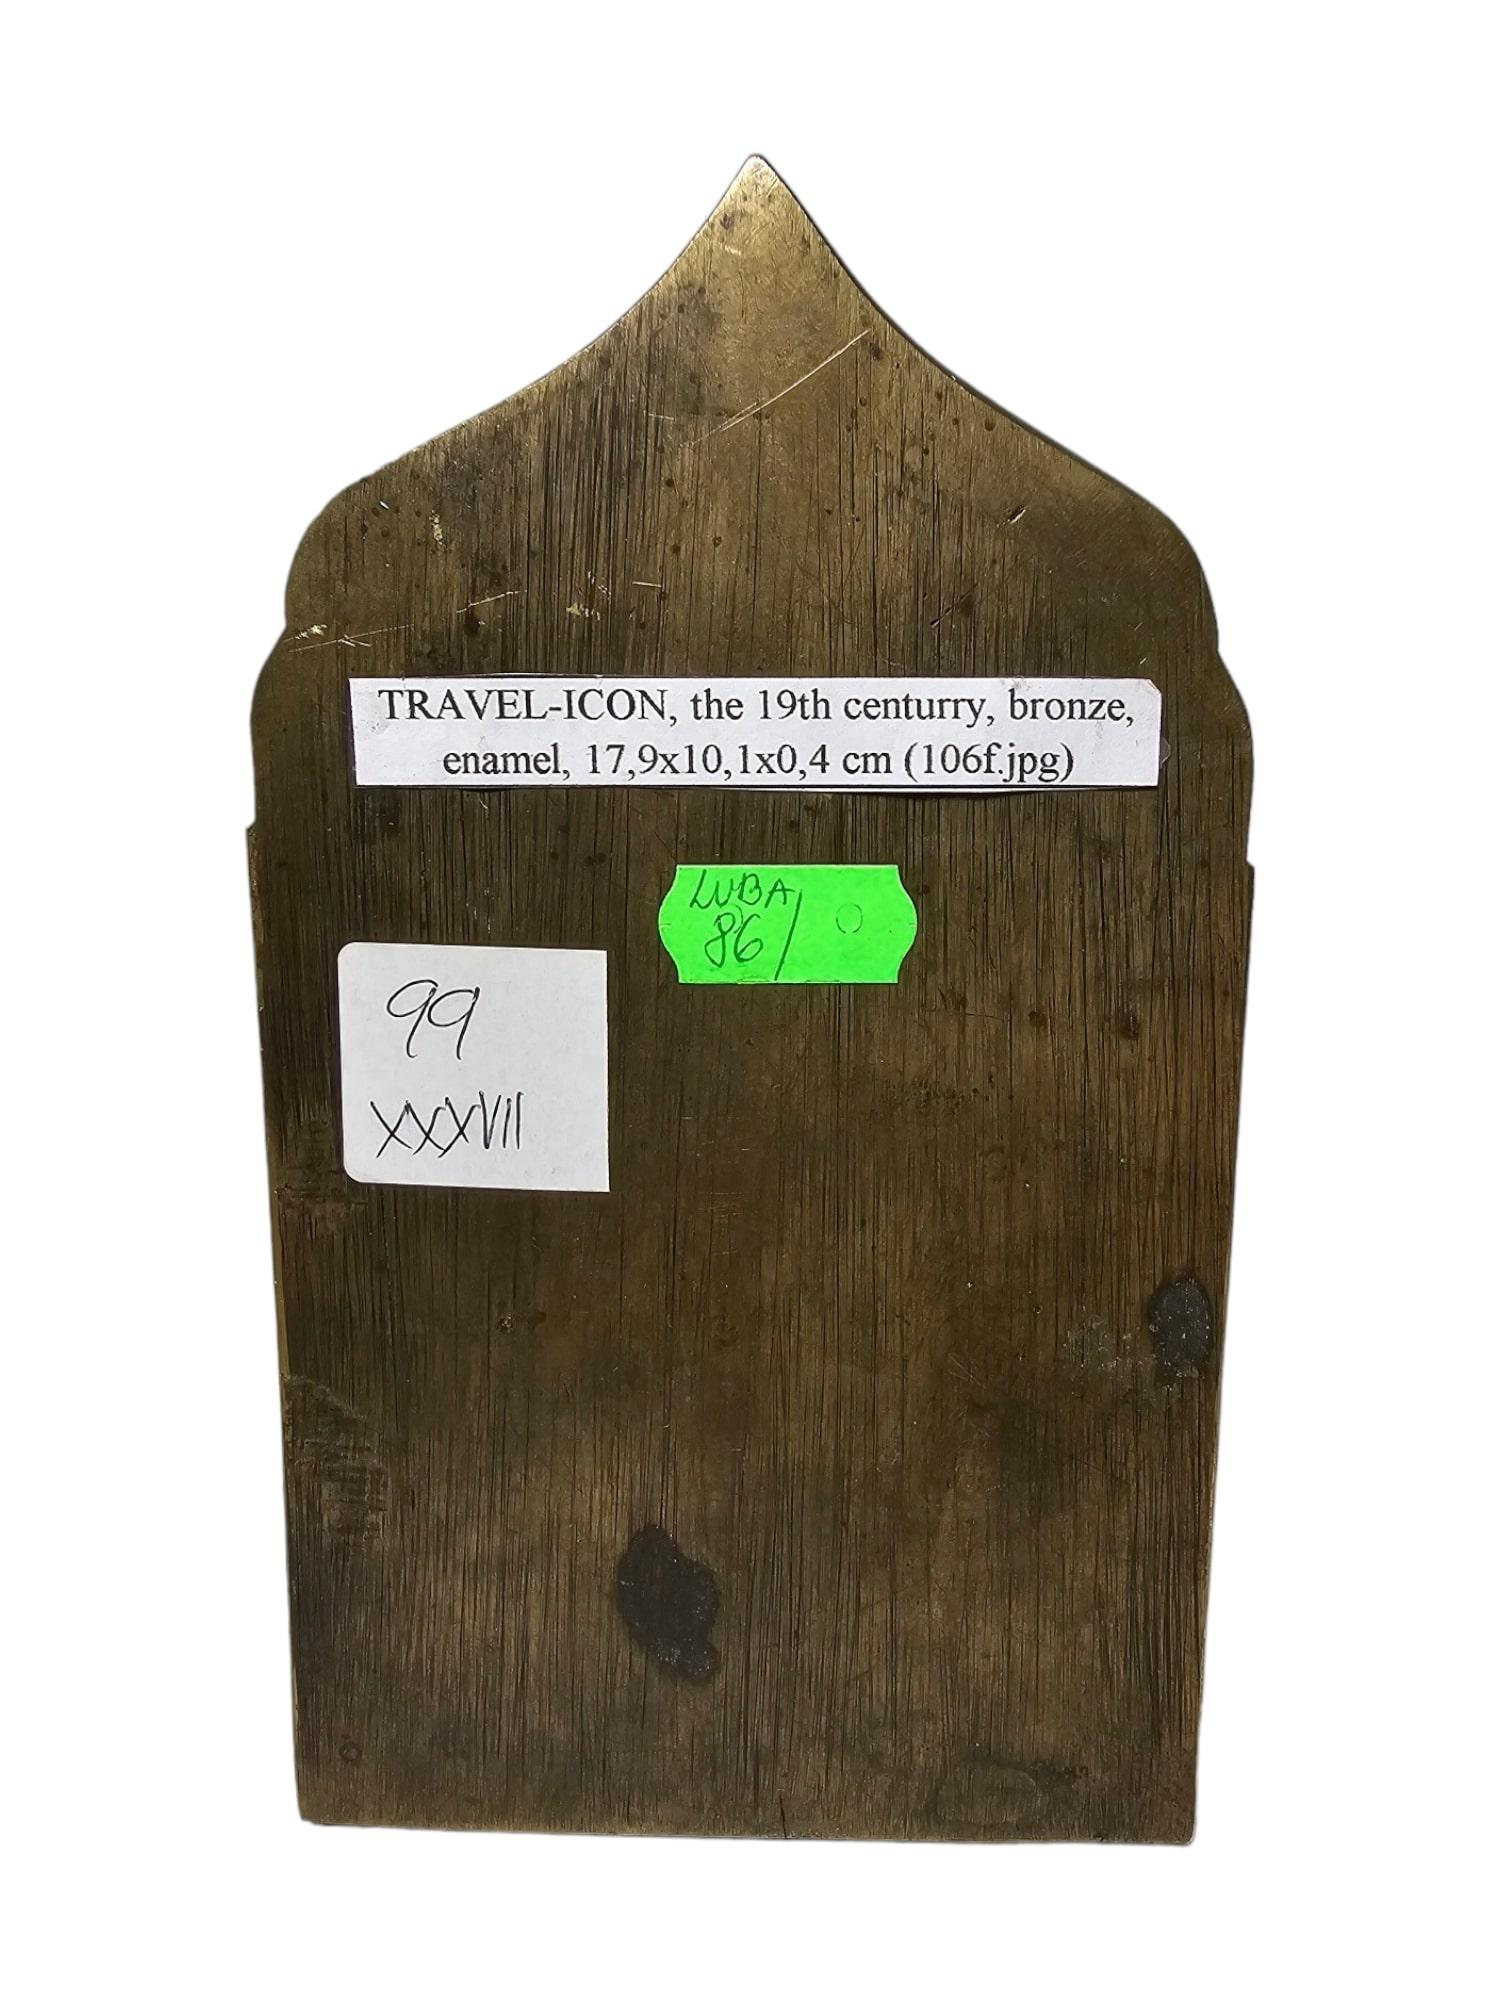 TRAVEL-ICON, the 19th centurry, bronze,
enamel, 17,9x10,1x0,4 cm (106f.jpg)
LUBA
86/
99
XXXVII